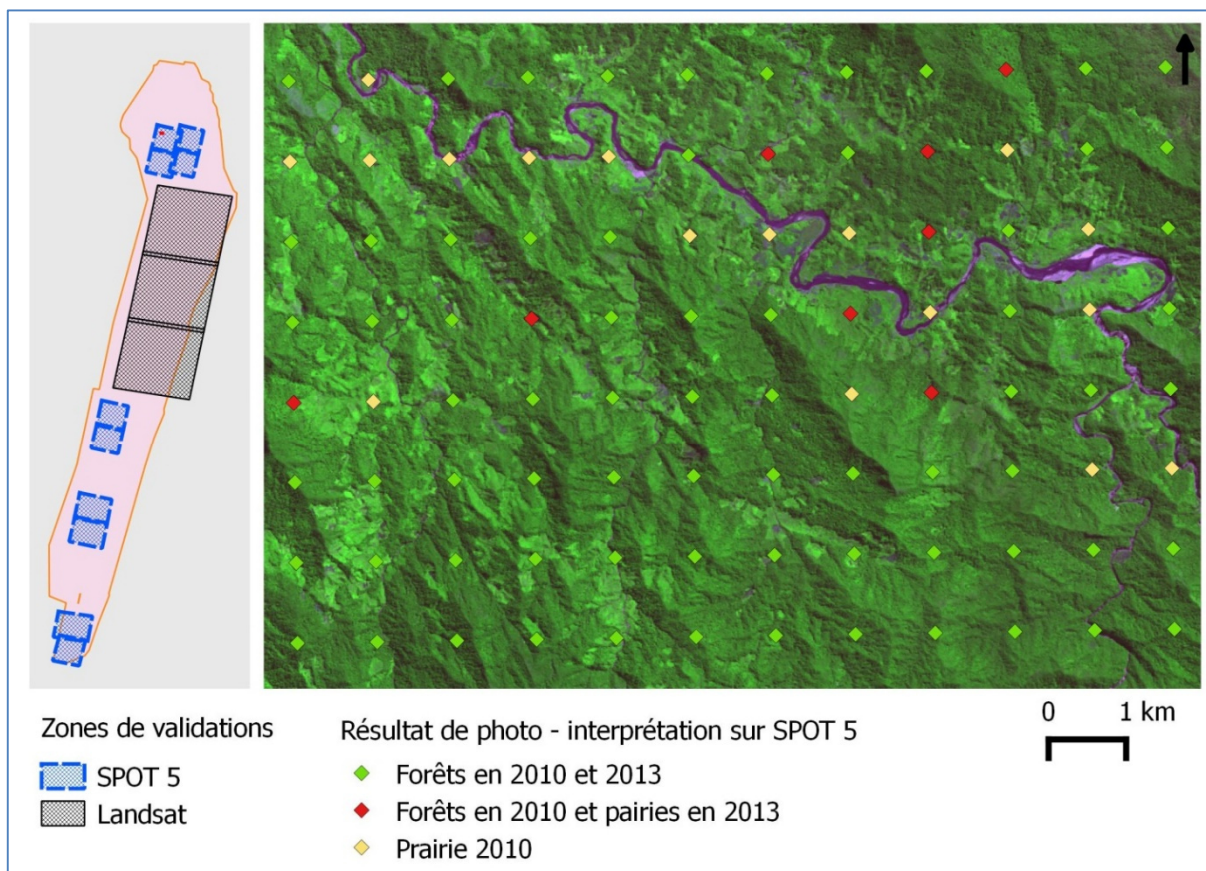 Zones de validations
SPOT 5
Landsat
Résultat de photo - interprétation sur SPOT 5
Forêts en 2010 et 2013
Forêts en 2010 et pairies en 2013
Prairie 2010
0 1 km